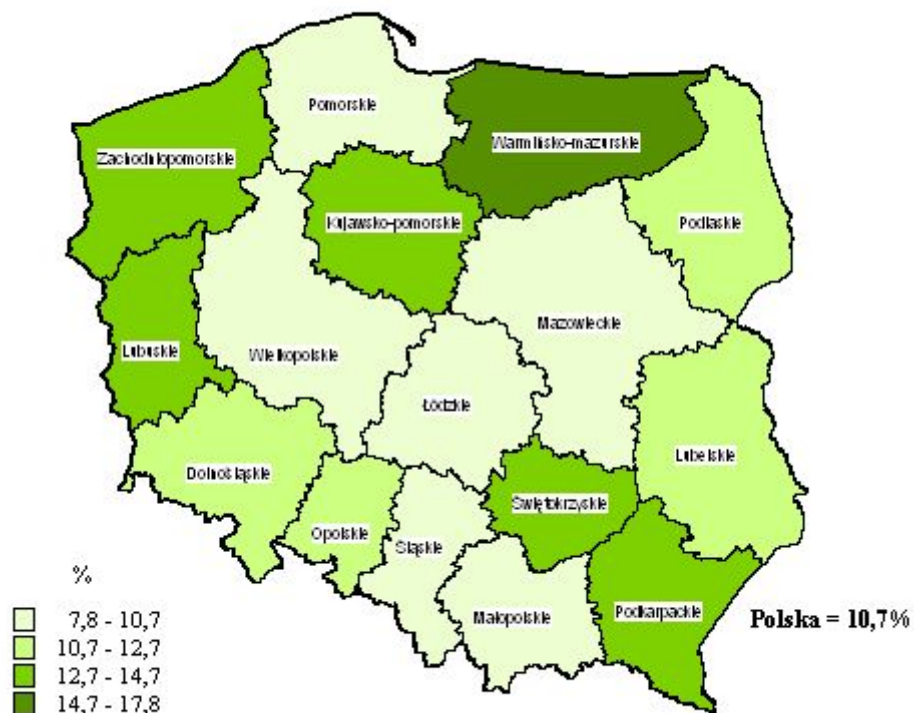 Pomorskie
Warmińsko-mazurskie
Zachodniopomorskie
Kujawsko-pomorskie
Podlaskie
Mazowieckie
Lubuskie
Wielkopolskie
Łódzkie
Lubelskie
Dolnośląskie
Świętokrzyskie
Opolskie
Śląskie
Małopolskie
Podkarpackie
Polska = 10,7%
%
7,8 - 10,7
10,7 - 12,7
12,7 - 14,7
14,7 - 17,8